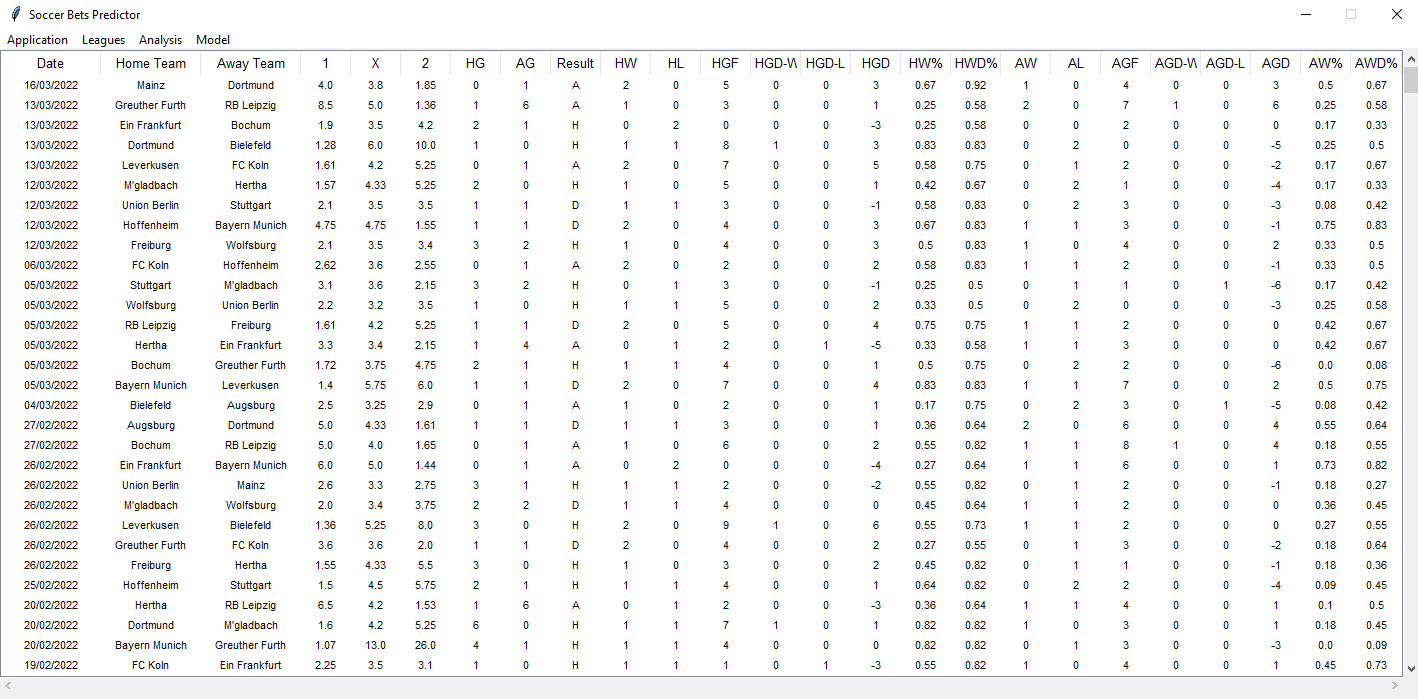 Soccer Bets Predictor
Application Leagues Analysis Model
Date Home Team Away Team 1 X 2 HG AG Result HW HL HGF HGD-W HGD-L HGD HW% HWD% AW AL AGF AGD-W AGD-L AGD AW% AWD%
16/03/2022 Mainz Dortmund 4.0 3.8 1.85 0 1 A 2 0 5 0 0 3 0.67 0.92 1 0 4 0 0 3 0.5 0.67
13/03/2022 Greuther Furth RB Leipzig 8.5 5.0 1.36 1 6 A 1 0 3 0 0 1 0.25 0.58 2 0 7 1 0 6 0.25 0.58
13/03/2022 Ein Frankfurt Bochum 1.9 3.5 4.2 2 1 H 0 2 0 0 0 -3 0.25 0.58 0 0 2 0 0 0 0.17 0.33
13/03/2022 Dortmund Bielefeld 1.28 6.0 10.0 1 0 H 1 1 8 1 0 3 0.83 0.83 0 2 0 0 0 -5 0.25 0.5
13/03/2022 Leverkusen FC Koln 1.61 4.2 5.25 0 1 A 2 0 7 0 0 5 0.58 0.75 0 1 2 0 0 -2 0.17 0.67
12/03/2022 M'gladbach Hertha 1.57 4.33 5.25 2 0 H 1 0 5 0 0 1 0.42 0.67 0 2 1 0 0 -4 0.17 0.33
12/03/2022 Union Berlin Stuttgart 2.1 3.5 3.5 1 1 D 1 1 3 0 0 -1 0.58 0.83 0 2 3 0 0 -3 0.08 0.42
12/03/2022 Hoffenheim Bayern Munich 4.75 4.75 1.55 1 1 D 2 0 4 0 0 3 0.67 0.83 1 1 3 0 0 -1 0.75 0.83
12/03/2022 Freiburg Wolfsburg 2.1 3.5 3.4 3 2 H 1 0 4 0 0 3 0.5 0.83 1 0 4 0 0 2 0.33 0.5
06/03/2022 FC Koln Hoffenheim 2.62 3.6 2.55 0 1 A 2 0 2 0 0 2 0.58 0.83 1 1 2 0 0 -1 0.33 0.5
05/03/2022 Stuttgart M'gladbach 3.1 3.6 2.15 3 2 H 0 1 3 0 0 -1 0.25 0.5 0 1 1 0 1 -6 0.17 0.42
05/03/2022 Wolfsburg Union Berlin 2.2 3.2 3.5 1 0 H 1 1 5 0 0 2 0.33 0.5 0 2 0 0 0 -3 0.25 0.58
05/03/2022 RB Leipzig Freiburg 1.61 4.2 5.25 1 1 D 2 0 5 0 0 4 0.75 0.75 1 1 2 0 0 0 0.42 0.67
05/03/2022 Hertha Ein Frankfurt 3.3 3.4 2.15 1 4 A 0 1 2 0 1 -5 0.33 0.58 1 1 3 0 0 0 0.42 0.67
05/03/2022 Bochum Greuther Furth 1.72 3.75 4.75 2 1 H 1 1 4 0 0 1 0.5 0.75 0 2 2 0 0 -6 0.0 0.08
05/03/2022 Bayern Munich Leverkusen 1.4 5.75 6.0 1 1 D 2 0 7 0 0 4 0.83 0.83 1 1 7 0 0 2 0.5 0.75
04/03/2022 Bielefeld Augsburg 2.5 3.25 2.9 0 1 A 1 0 2 0 0 1 0.17 0.75 0 2 3 0 1 -5 0.08 0.42
27/02/2022 Augsburg Dortmund 5.0 4.33 1.61 1 1 D 1 1 3 0 0 1 0.36 0.64 2 0 6 0 0 4 0.55 0.64
27/02/2022 Bochum RB Leipzig 5.0 4.0 1.65 0 1 A 1 0 6 0 0 2 0.55 0.82 1 1 8 1 0 4 0.18 0.55
26/02/2022 Ein Frankfurt Bayern Munich 6.0 5.0 1.44 0 1 A 0 2 0 0 0 -4 0.27 0.64 1 1 6 0 0 1 0.73 0.82
26/02/2022 Union Berlin Mainz 2.6 3.3 2.75 3 1 H 1 1 2 0 0 -2 0.55 0.82 0 1 2 0 0 -1 0.18 0.27
26/02/2022 M'gladbach Wolfsburg 2.0 3.4 3.75 2 2 D 1 1 4 0 0 0 0.45 0.64 1 1 2 0 0 0 0.36 0.45
26/02/2022 Leverkusen Bielefeld 1.36 5.25 8.0 3 0 H 2 0 9 1 0 6 0.55 0.73 1 1 2 0 0 0 0.27 0.55
26/02/2022 Greuther Furth FC Koln 3.6 3.6 2.0 1 1 D 2 0 4 0 0 2 0.27 0.55 0 1 3 0 0 -2 0.18 0.64
26/02/2022 Freiburg Hertha 1.55 4.33 5.5 3 0 H 1 0 3 0 0 2 0.45 0.82 0 1 1 0 0 -1 0.18 0.36
25/02/2022 Hoffenheim Stuttgart 1.5 4.5 5.75 2 1 H 1 1 4 0 0 1 0.64 0.82 0 2 2 0 0 -4 0.09 0.45
20/02/2022 Hertha RB Leipzig 6.5 4.2 1.53 1 6 A 0 1 2 0 0 -3 0.36 0.64 1 1 4 0 0 1 0.1 0.5
20/02/2022 Dortmund M'gladbach 1.6 4.2 5.25 6 0 H 1 1 7 1 0 1 0.82 0.82 1 0 3 0 0 1 0.18 0.45
20/02/2022 Bayern Munich Greuther Furth 1.07 13.0 26.0 4 1 H 1 1 4 0 0 0 0.82 0.82 0 1 3 0 0 -3 0.0 0.09
19/02/2022 FC Koln Ein Frankfurt 2.25 3.5 3.1 1 0 H 1 1 1 0 1 -3 0.55 0.82 1 0 4 0 0 1 0.45 0.73